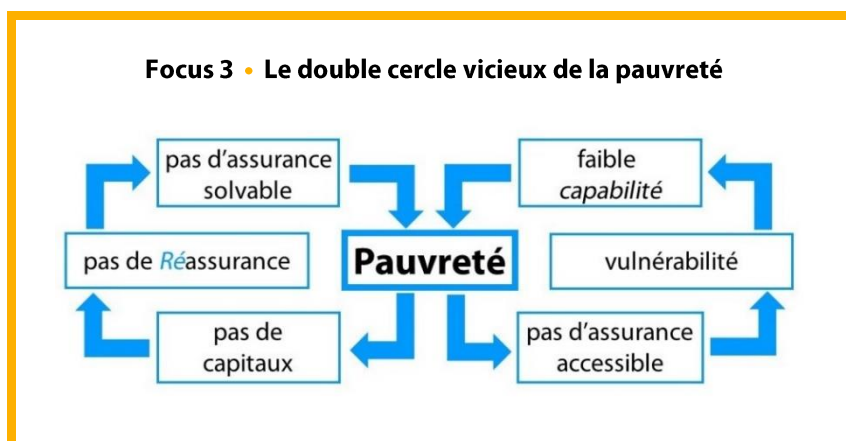 Focus 3 • Le double cercle vicieux de la pauvreté
pas d’assurance
solvable
faible
capabilité
pas de Réassurance
Pauvreté
vulnérabilité
pas de
capitaux
pas d’assurance
accessible